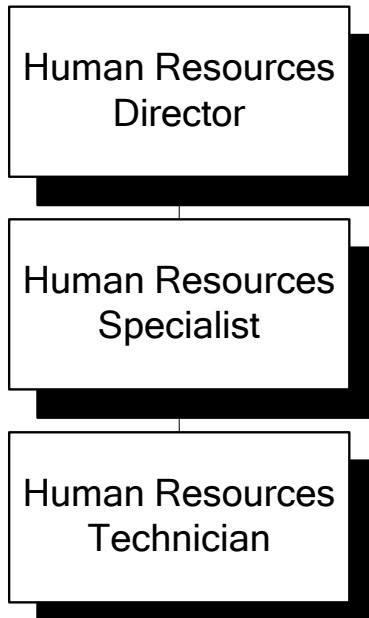 Human Resources
Director
Human Resources
Specialist
Human Resources
Technician